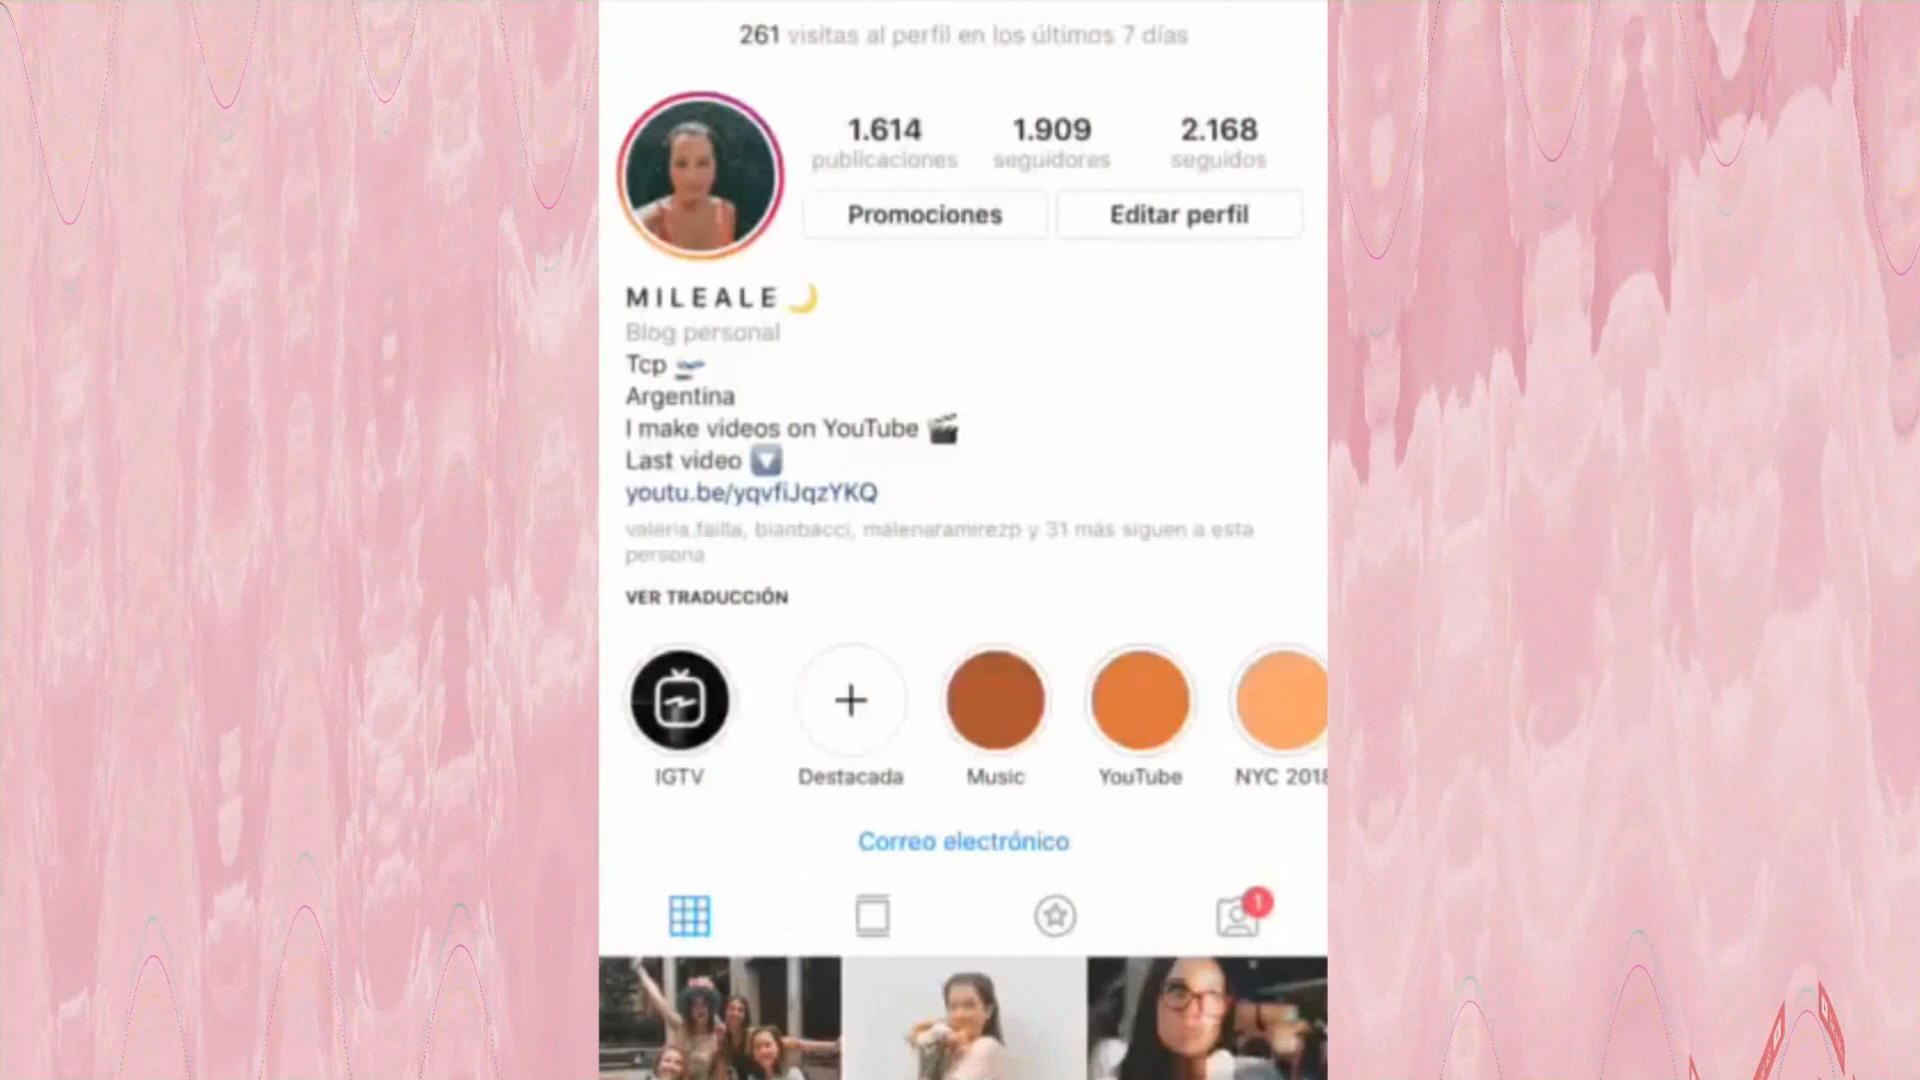 261 visitas al perfil en los últimos 7 días
1.614 1.909 2.168
publicaciones seguidores seguidos
Promociones Editar perfil
MILEALE🌙
Blog personal
Tcp 🛫
Argentina
I make videos on YouTube 🎬
Last video 🔽
youtu.be/yqvfiJqzYKQ
valeria.failla, bianbacci, malenaramirezp y 31 más siguen a esta
persona
VER TRADUCCIÓN
IGTV Destacada Music YouTube NYC 2018
Correo electrónico
1